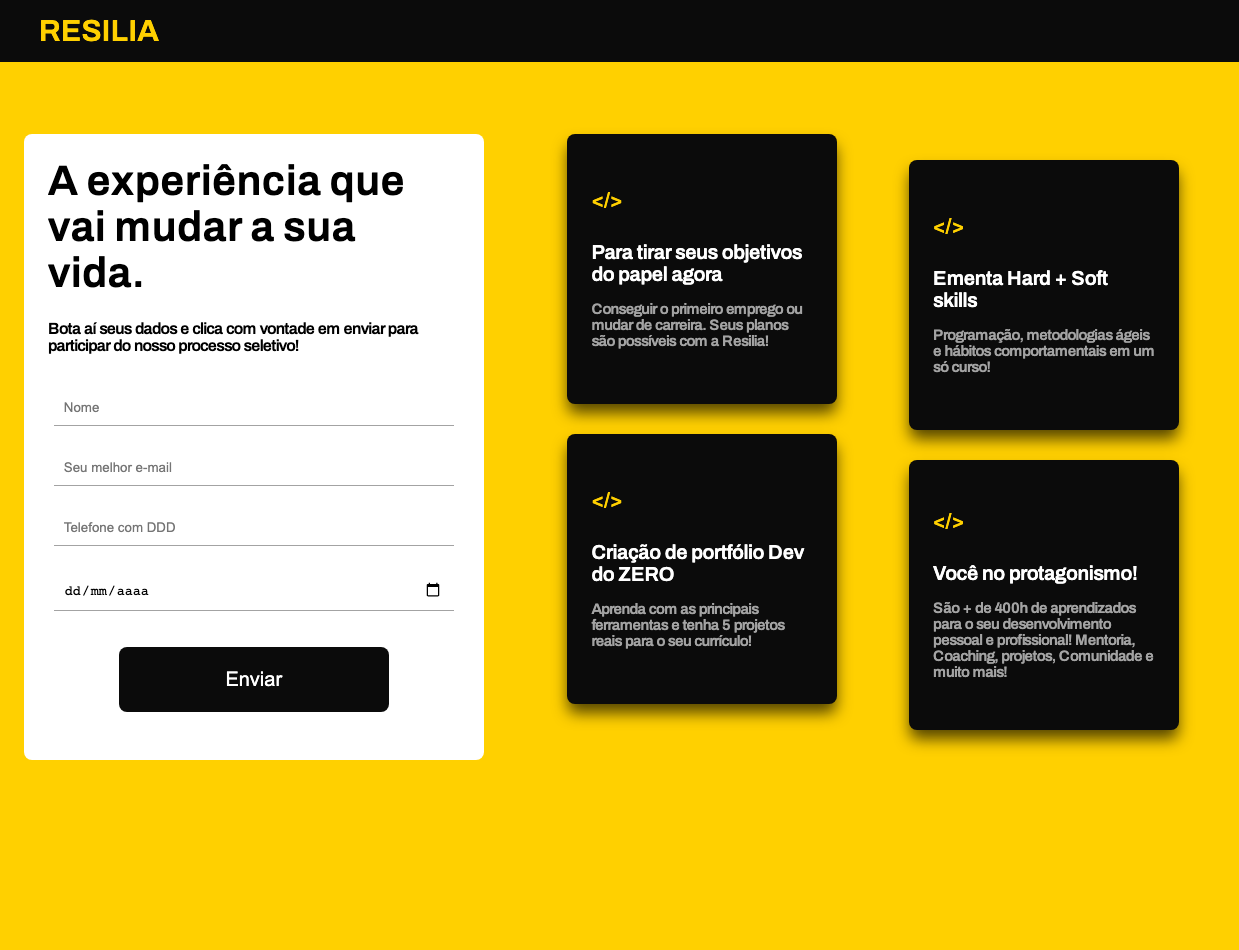 RESILIA
A experiência que
vai mudar a sua
vida.
Bota aí seus dados e clica com vontade em enviar para
participar do nosso processo seletivo!
Nome
Seu melhor e-mail
Telefone com DDD
dd/mm/aaaa
Enviar
</>
Para tirar seus objetivos
do papel agora
Conseguir o primeiro emprego ou
mudar de carreira. Seus planos
são possíveis com a Resilia!
</>
Criação de portfólio Dev
do ZERO
Aprenda com as principais
ferramentas e tenha 5 projetos
reais para o seu currículo!
</>
Ementa Hard + Soft
skills
Programação, metodologias ágeis
e hábitos comportamentais em um
só curso!
</>
Você no protagonismo!
São + de 400h de aprendizados
para o seu desenvolvimento
pessoal e profissional! Mentoria,
Coaching, projetos, Comunidade e
muito mais!